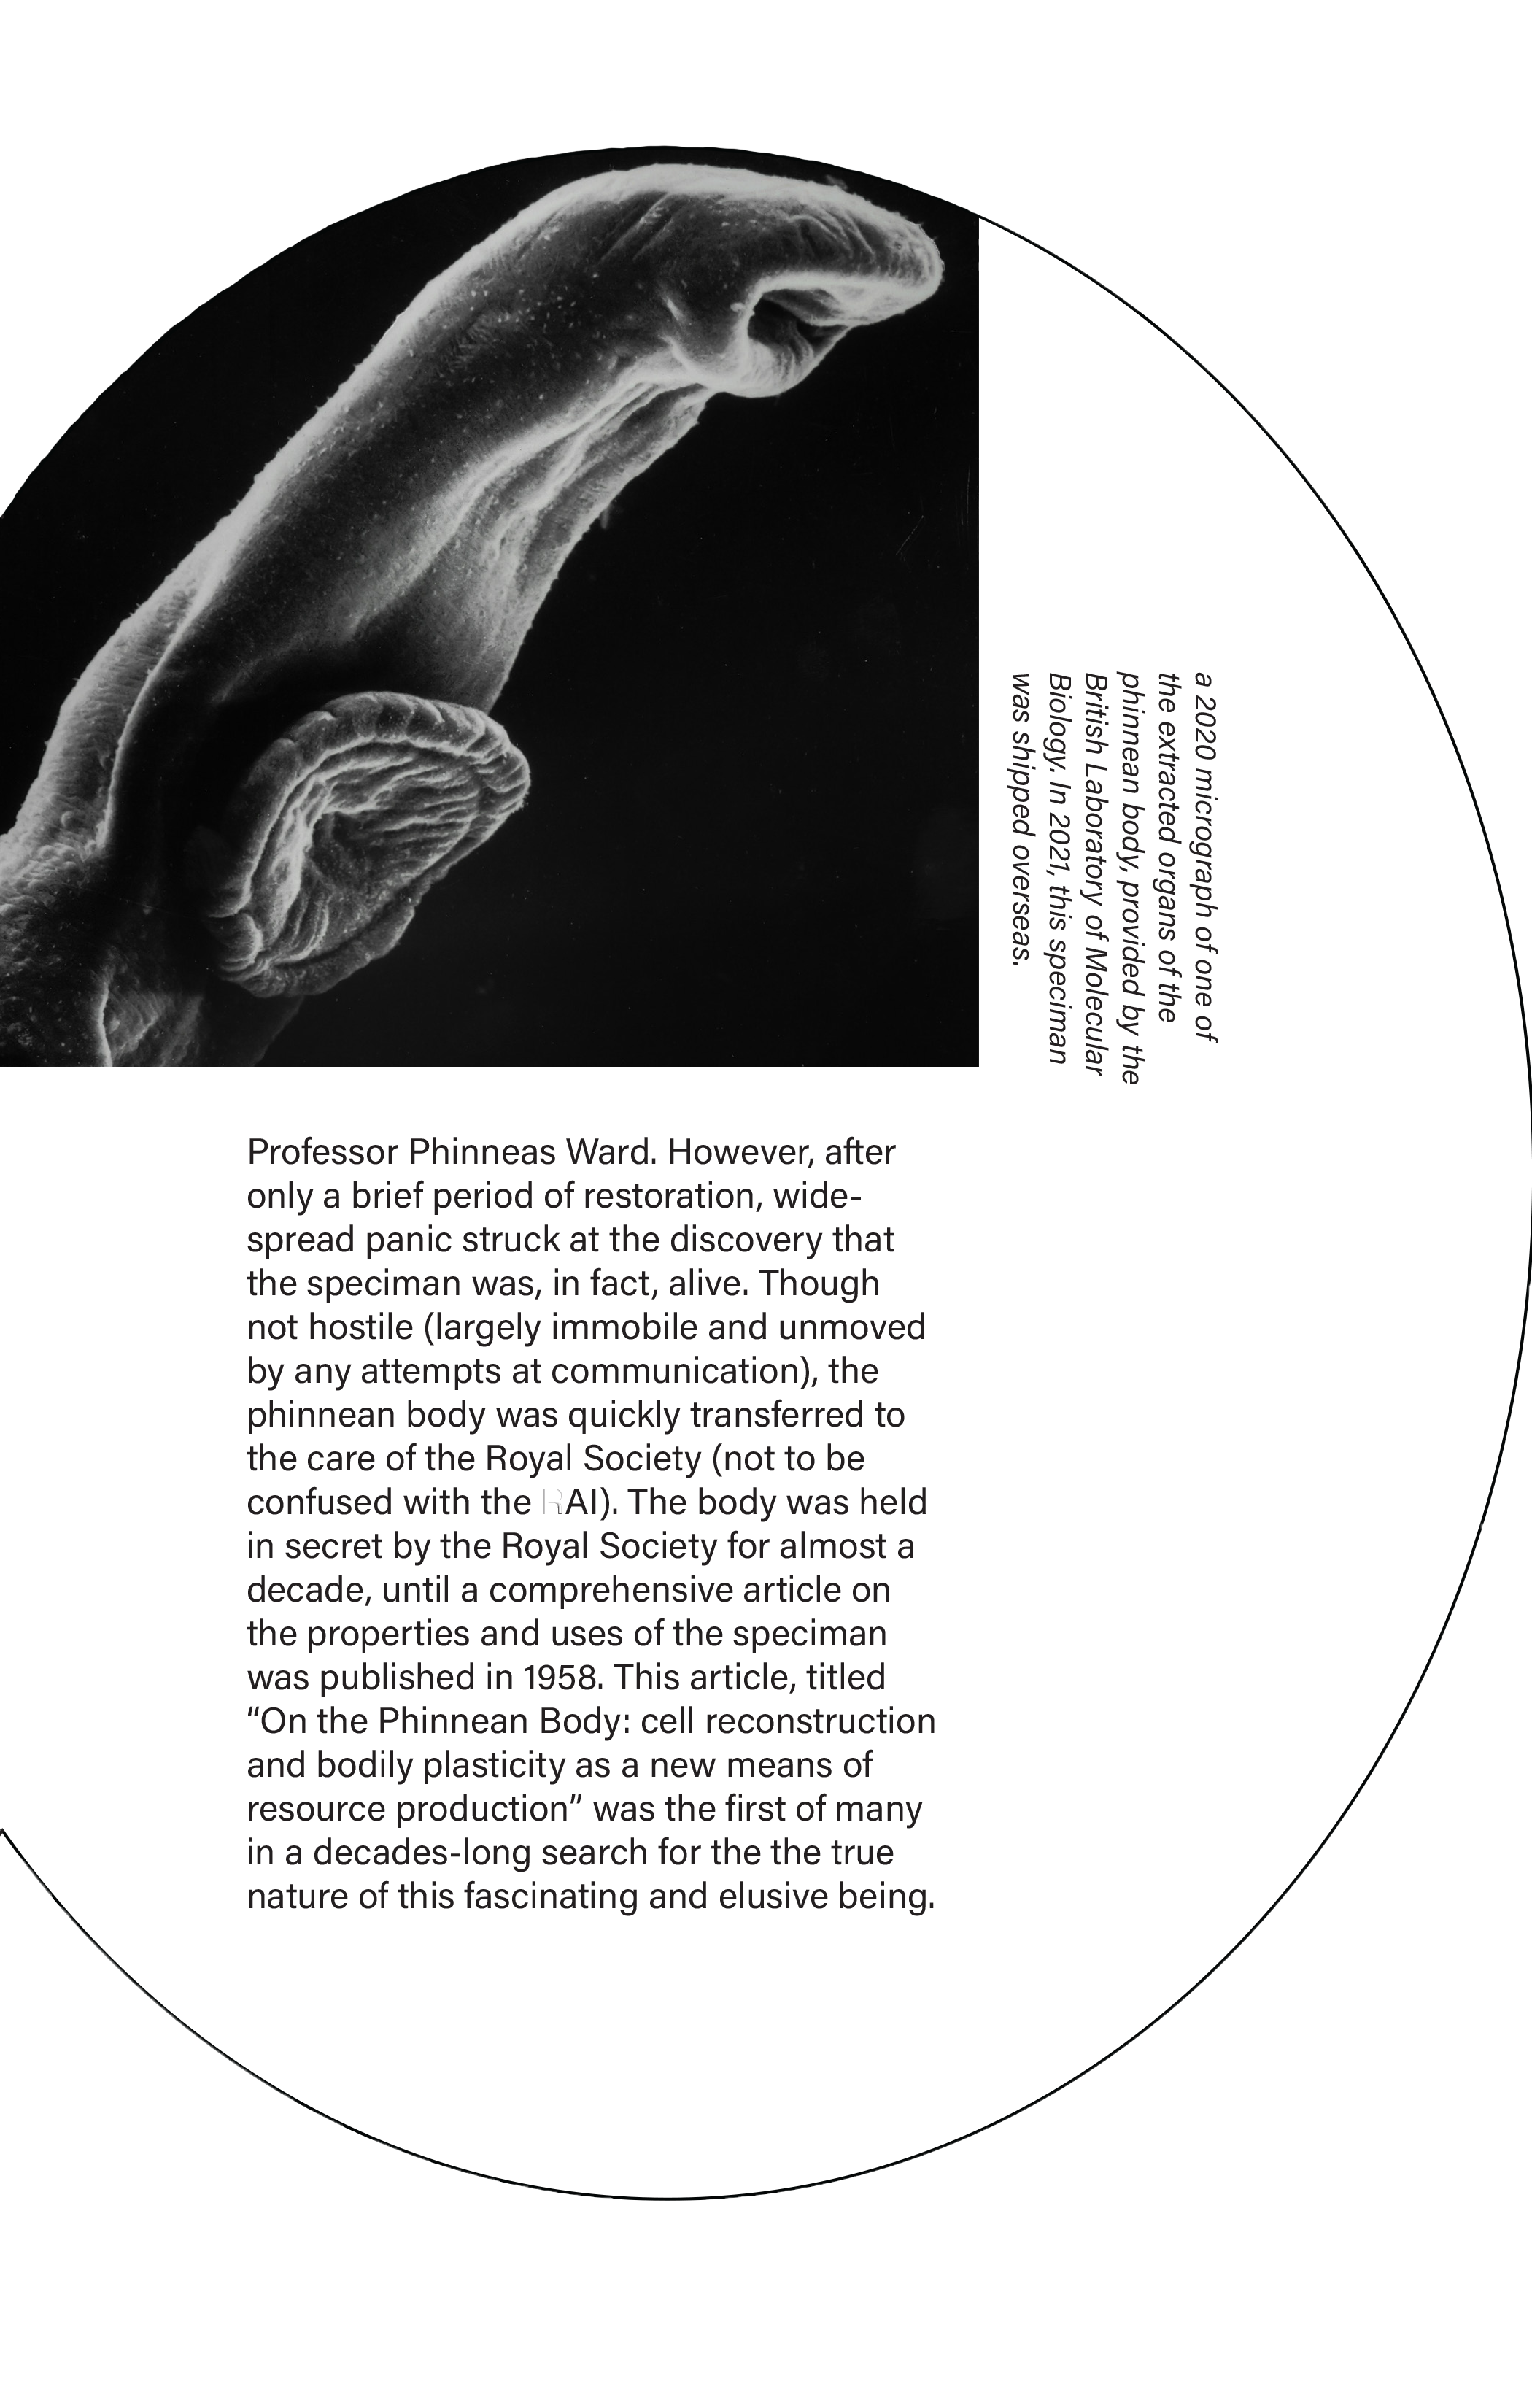 a 2020 micrograph of one of
the extracted organs of the
phinnean body, provided by the
British Laboratory of Molecular
Biology. In 2021, this speciman
was shipped overseas.
Professor Phinneas Ward. However, after
only a brief period of restoration, wide-
spread panic struck at the discovery that
the speciman was, in fact, alive. Though
not hostile (largely immobile and unmoved
by any attempts at communication), the
phinnean body was quickly transferred to
the care of the Royal Society (not to be
confused with the RAI). The body was held
in secret by the Royal Society for almost a
decade, until a comprehensive article on
the properties and uses of the speciman
was published in 1958. This article, titled
“On the Phinnean Body: cell reconstruction
and bodily plasticity as a new means of
resource production” was the first of many
in a decades-long search for the the true
nature of this fascinating and elusive being.